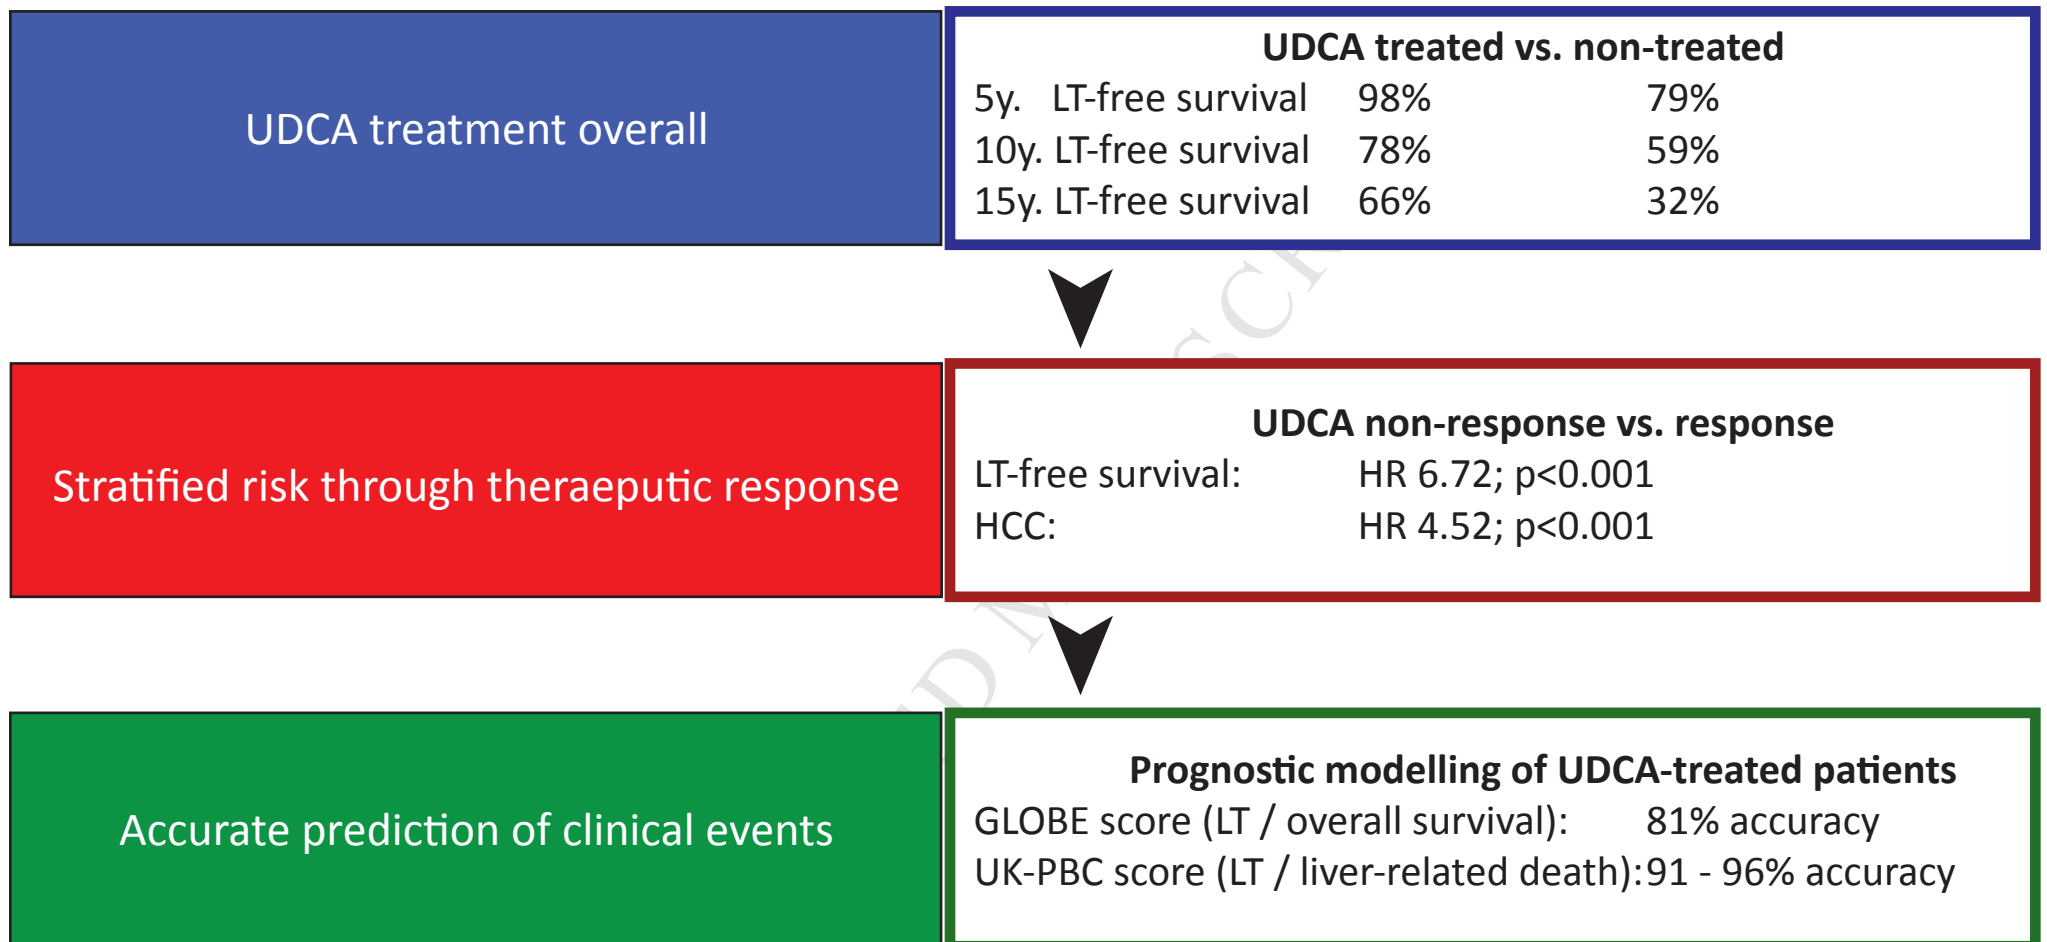 UDCA treatment overall
UDCA treated vs. non-treated
5y. LT-free survival 98% 79%
10y. LT-free survival 78% 59%
15y. LT-free survival 66% 32%
Stratified risk through theraeputic response
UDCA non-response vs. response
LT-free survival: HR 6.72; p<0.001
HCC: HR 4.52; p<0.001
Accurate prediction of clinical events
Prognostic modelling of UDCA-treated patients
GLOBE score (LT / overall survival): 81% accuracy
UK-PBC score (LT / liver-related death): 91 - 96% accuracy